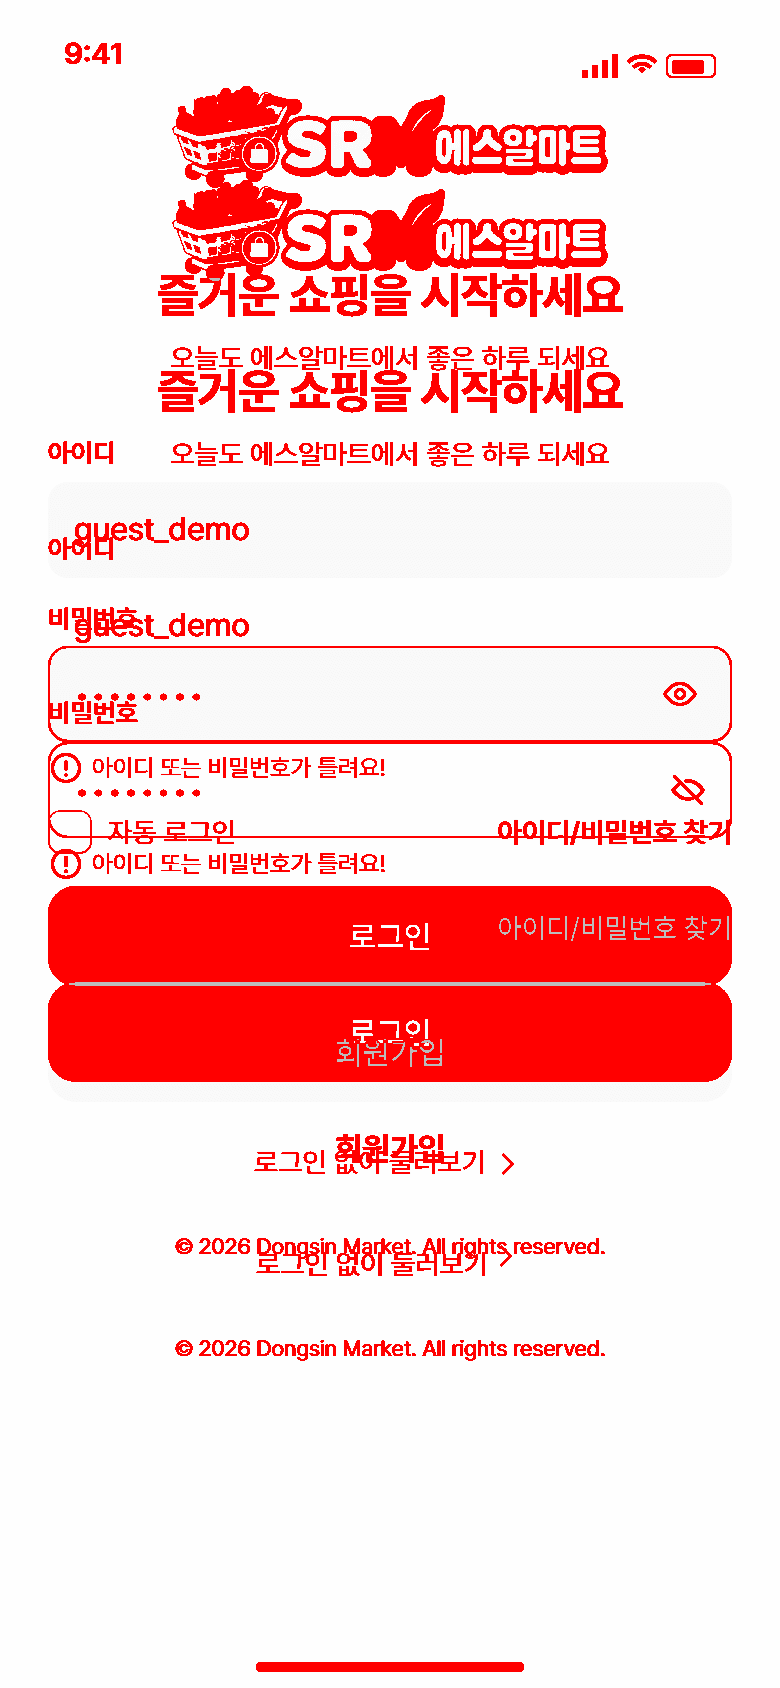 9:41
SRM 에스알마트
SRM 에스알마트
즐거운 쇼핑을 시작하세요
오늘도 에스알마트에서 좋은 하루 되세요
즐거운 쇼핑을 시작하세요
아이디
오늘도 에스알마트에서 좋은 하루 되세요
guest_demo
아이디
비밀번호
guest_demo
비밀번호
아이디 또는 비밀번호가 틀려요!
자동 로그인
아이디/비밀번호 찾기
아이디 또는 비밀번호가 틀려요!
로그인
아이디/비밀번호 찾기
로그인
회원가입
회원가입
로그인 없이 둘러보기
© 2026 Dongsin Market. All rights reserved.
로그인 없이 둘러보기
© 2026 Dongsin Market. All rights reserved.